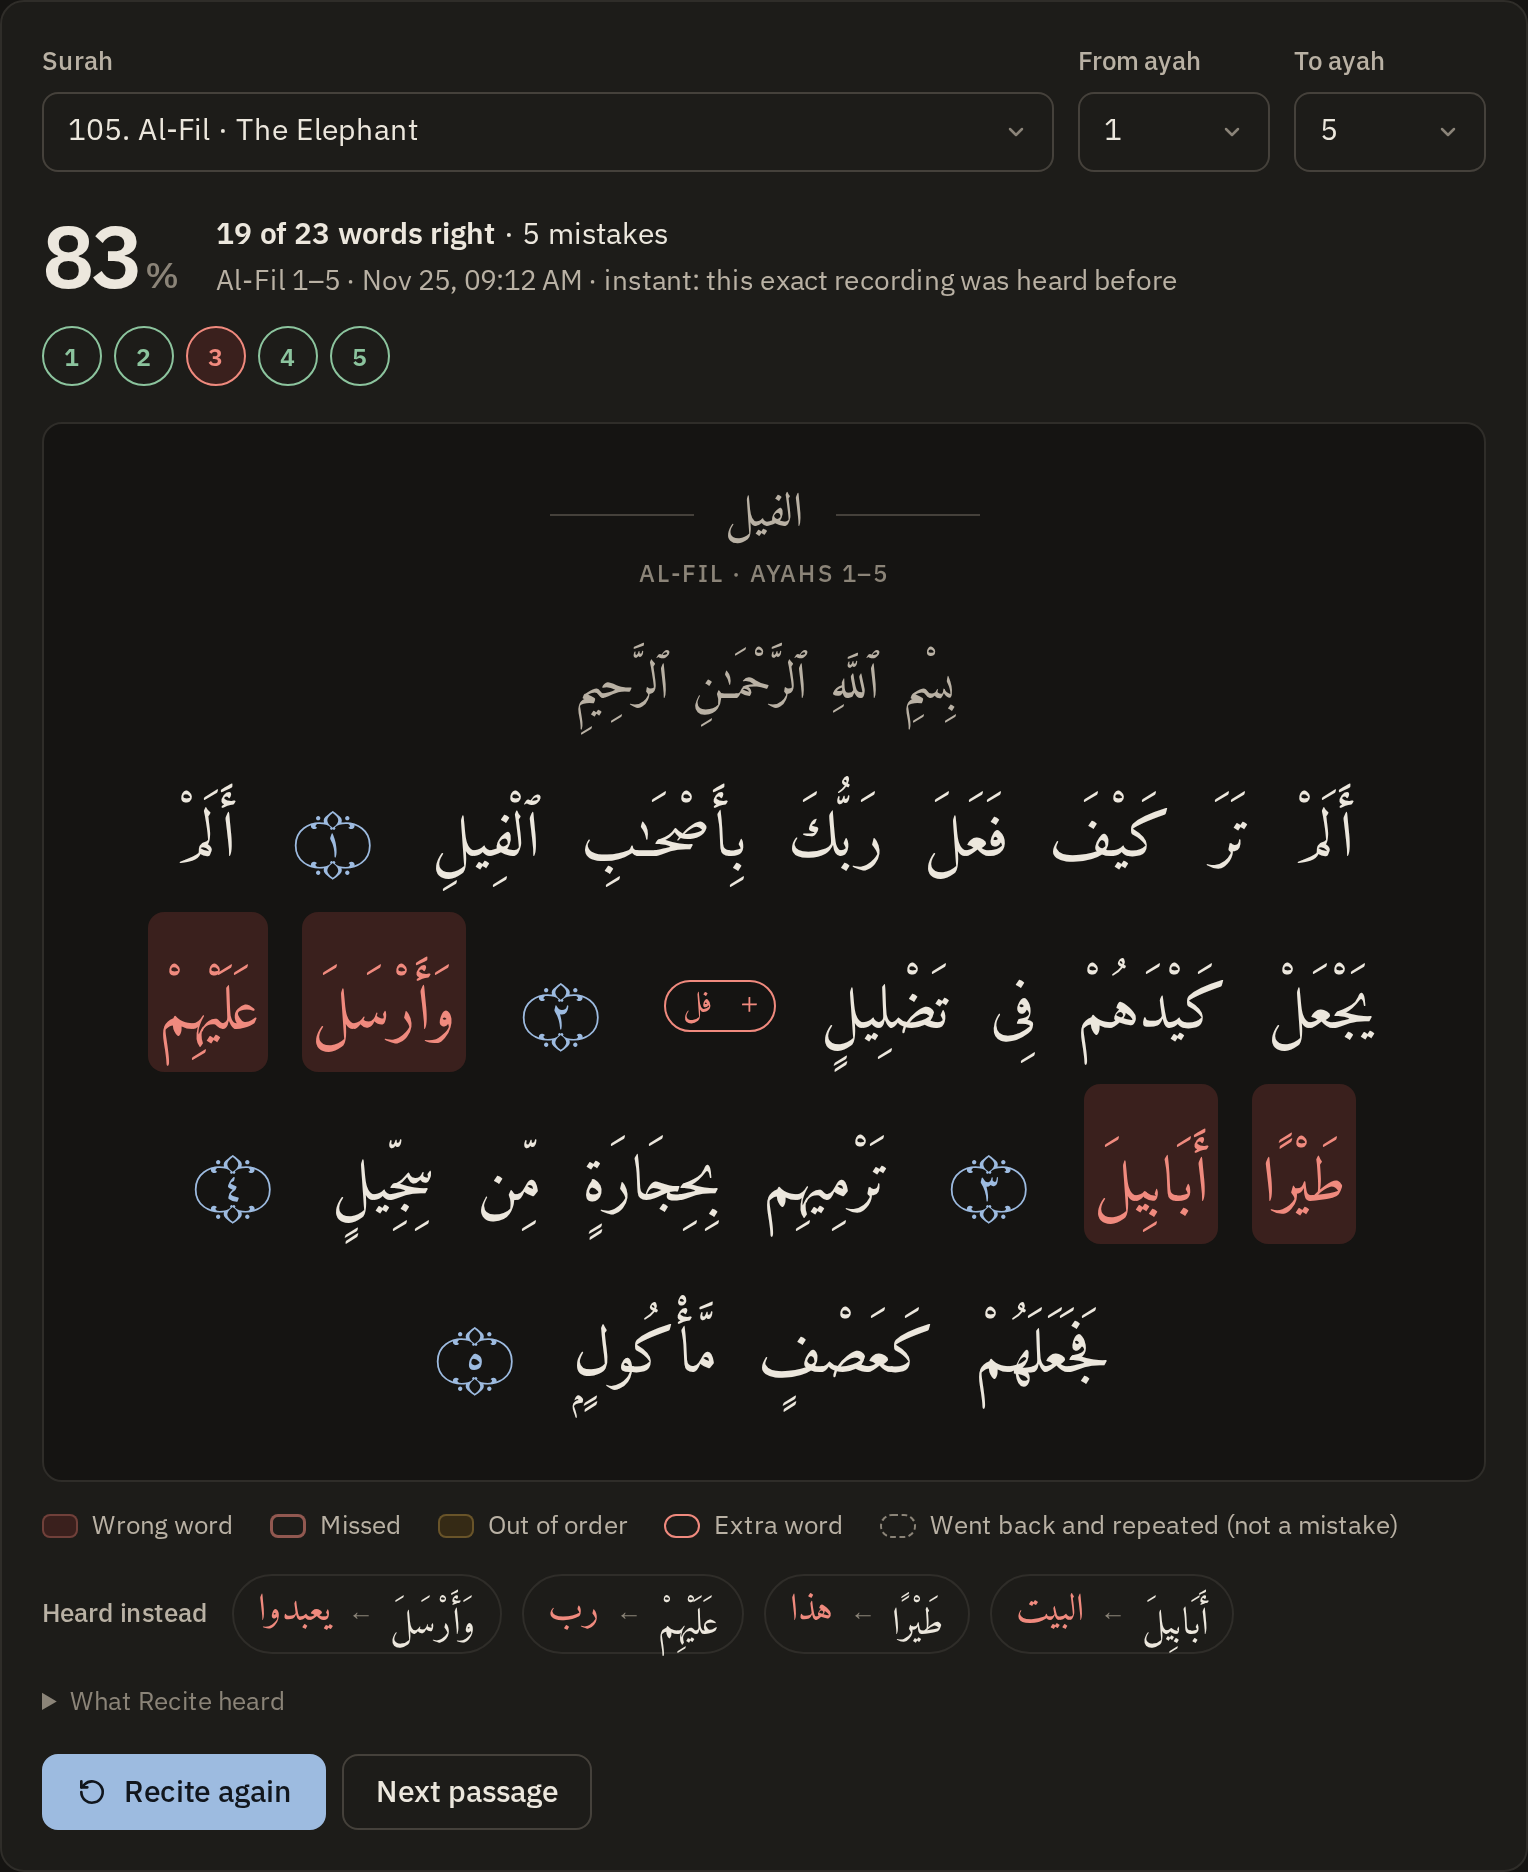 Surah
From ayah
To ayah
105. Al-Fil · The Elephant
1
5
83%
19 of 23 words right · 5 mistakes
Al-Fil 1–5 · Nov 25, 09:12 AM · instant: this exact recording was heard before
1 2 3 4 5
الفيل
AL-FIL · AYAHS 1–5
بِسْمِ ٱللَّهِ ٱلرَّحْمَـٰنِ ٱلرَّحِيمِ
أَلَمْ تَرَ كَيْفَ فَعَلَ رَبُّكَ بِأَصْحَـٰبِ ٱلْفِيلِ ١ أَلَمْ
يَجْعَلْ كَيْدَهُمْ فِى تَضْلِيلٍ + فل ٢ وَأَرْسَلَ عَلَيْهِمْ
طَيْرًا أَبَابِيلَ ٣ تَرْمِيهِم بِحِجَارَةٍ مِّن سِجِّيلٍ ٤
فَجَعَلَهُمْ كَعَصْفٍ مَّأْكُولٍۭ ٥
Wrong word
Missed
Out of order
Extra word
Went back and repeated (not a mistake)
Heard instead
وَأَرْسَلَ ← يعبدوا
عَلَيْهِمْ ← رب
طَيْرًا ← هذا
أَبَابِيلَ ← البيت
▶ What Recite heard
Recite again
Next passage